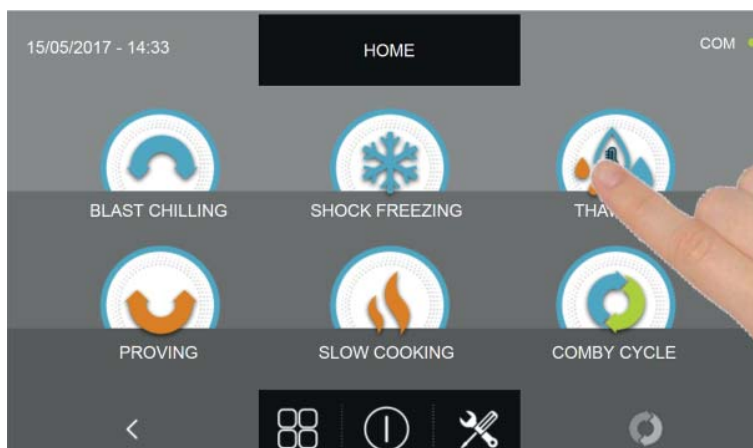 15/05/2017 - 14:33
HOME
COM
BLAST CHILLING
SHOCK FREEZING
PROVING
SLOW COOKING
COMBY CYCLE